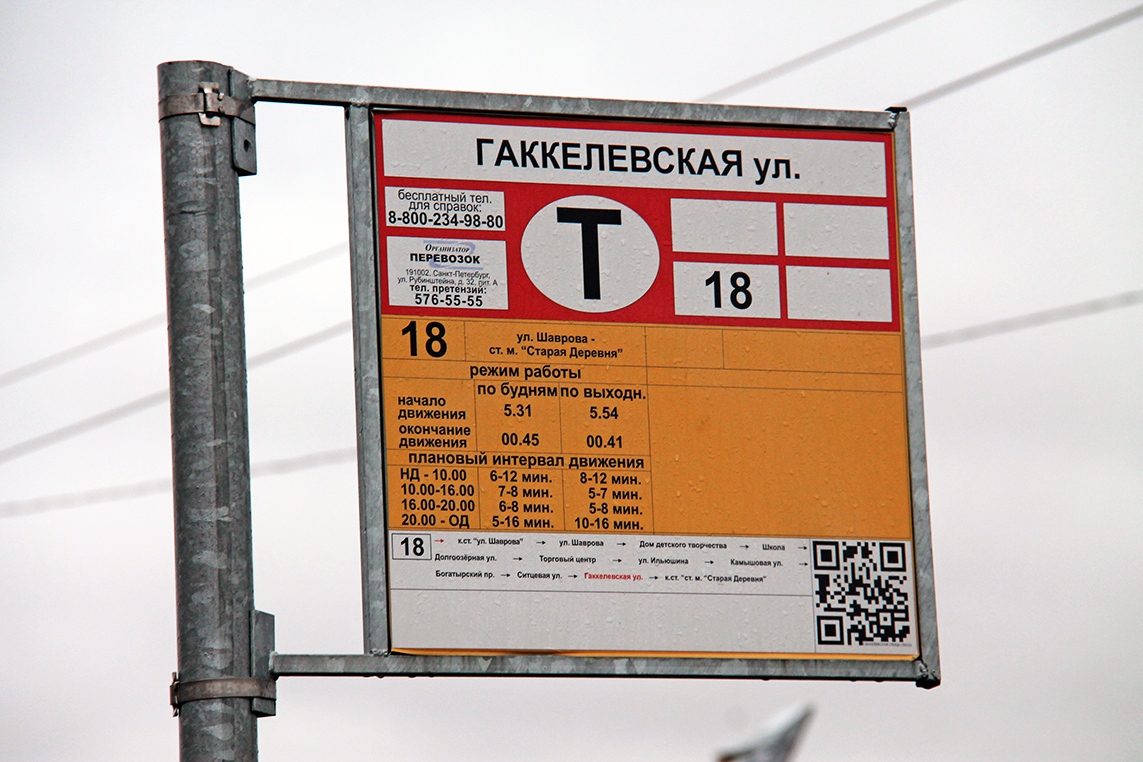 ГАККЕЛЕВСКАЯ ул.
бесплатный тел.
для справок:
8-800-234-98-80
Т
Организатор
ПЕРЕВОЗОК
191002, Санкт-Петербург,
ул. Рубинштейна, д. 32, лит. А
тел. претензий:
576-55-55
18
18
ул. Шаврова -
ст. м. “Старая Деревня”
режим работы
по будням по выходн.
начало
движения 5.31 5.54
окончание
движения 00.45 00.41
плановый интервал движения
НД - 10.00 6-12 мин. 8-12 мин.
10.00-16.00 7-8 мин. 5-7 мин.
16.00-20.00 6-8 мин. 5-8 мин.
20.00 - ОД 5-16 мин. 10-16 мин.
18 → к.ст. "ул. Шаврова" → ул. Шаврова → Дом детского творчества → Школа →
Долгоозёрная ул. → Торговый центр → ул. Ильюшина → Камышовая ул. →
Богатырский пр. → Ситцевая ул. → Гаккелевская ул. → к.ст. "ст. м. "Старая Деревня"